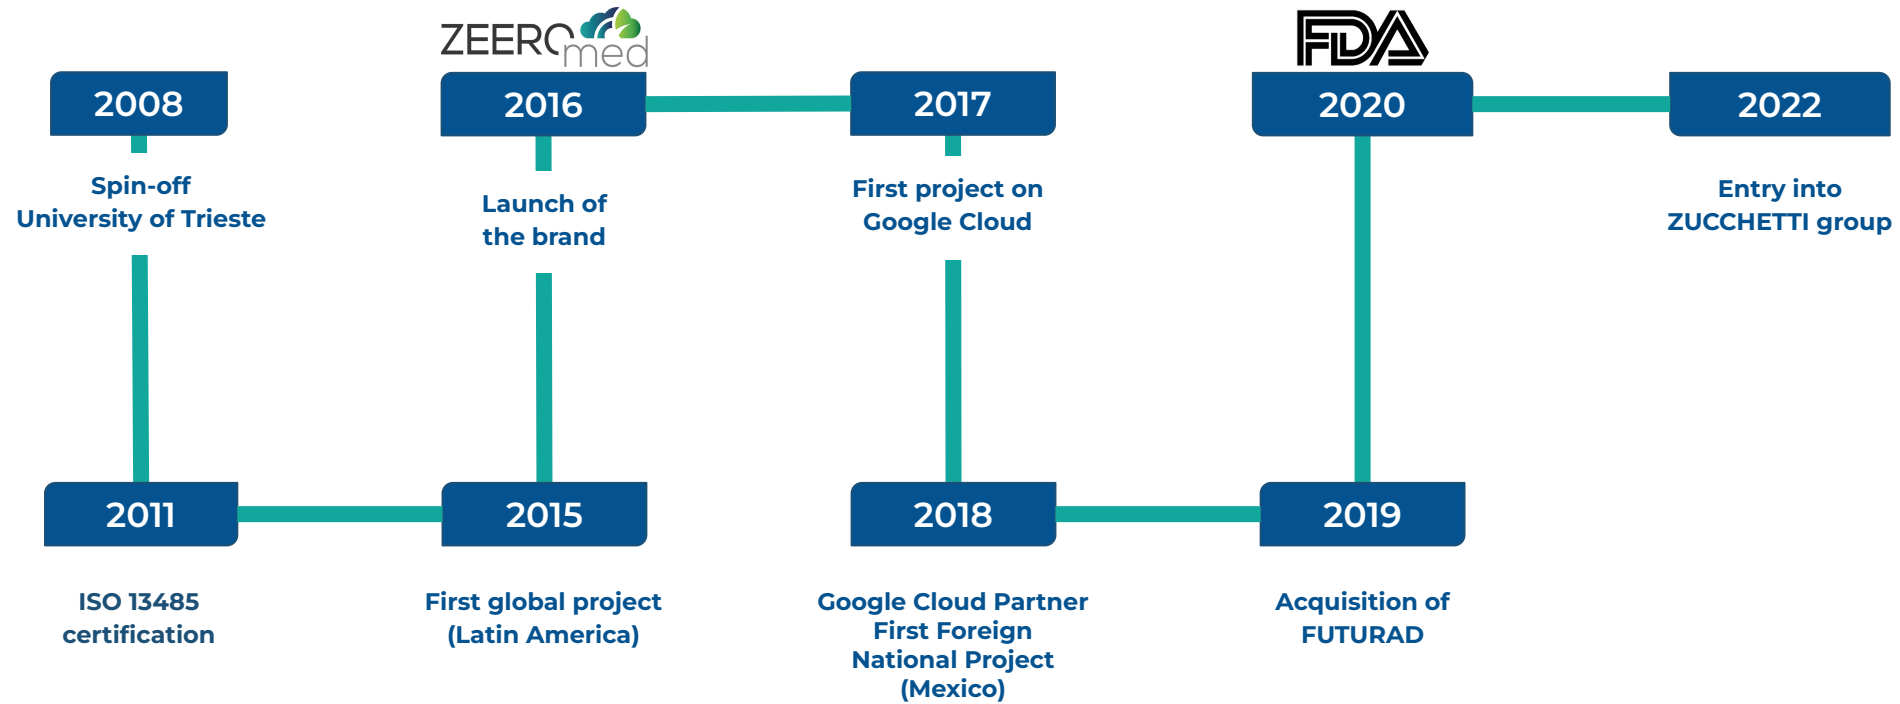 2008
Spin-off
University of Trieste
2011
ISO 13485
certification
2015
First global project
(Latin America)
ZEERO
med
2016
Launch of
the brand
2017
First project on
Google Cloud
2018
Google Cloud Partner
First Foreign
National Project
(Mexico)
2019
Acquisition of
FUTURAD
FDA
2020
2022
Entry into
ZUCCHETTI group